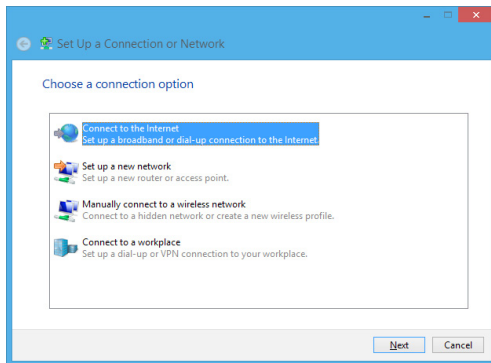 Set Up a Connection or Network
Choose a connection option
Connect to the Internet
Set up a broadband or dial-up connection to the Internet.
Set up a new network
Set up a new router or access point.
Manually connect to a wireless network
Connect to a hidden network or create a new wireless profile.
Connect to a workplace
Set up a dial-up or VPN connection to your workplace.
Next Cancel